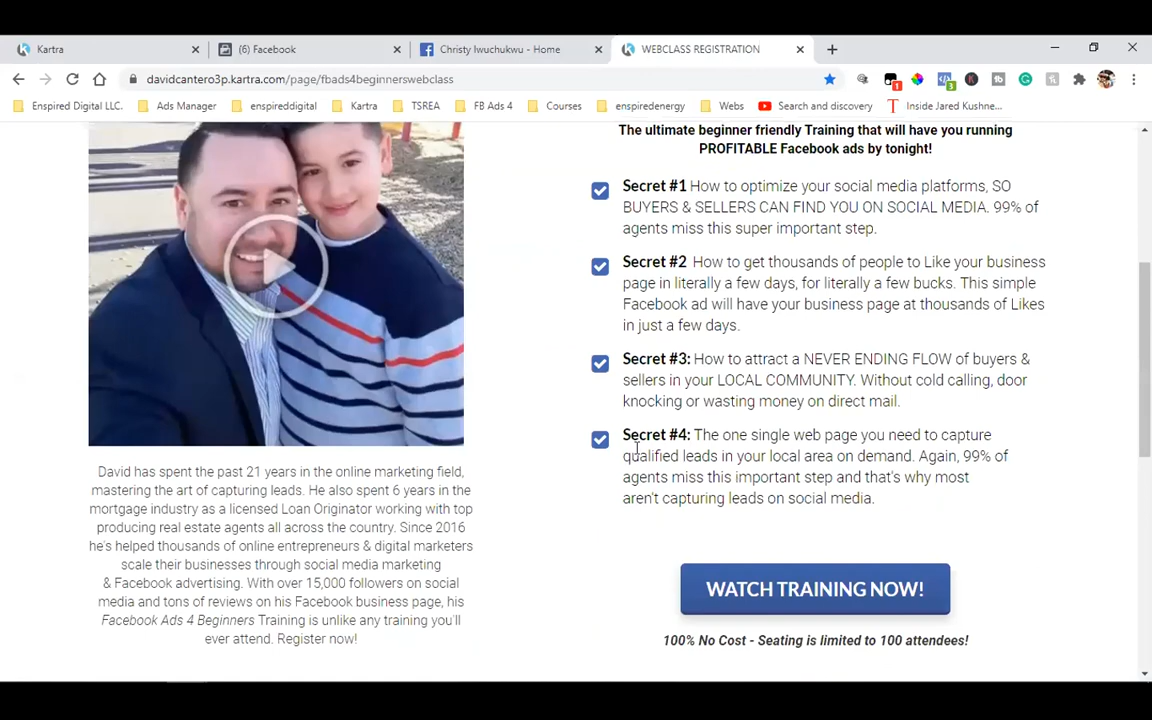 Kartra
(6) Facebook
Christy Iwuchukwu - Home
WEBCLASS REGISTRATION
davidcantero3p.kartra.com/page/fbads4beginnerswebclass
Enspired Digital LLC.
Ads Manager
enspireddigital
Kartra
TSREA
FB Ads 4
Courses
enspiredenergy
Webs
Search and discovery
Inside Jared Kushne...
The ultimate beginner friendly Training that will have you running
PROFITABLE Facebook ads by tonight!
Secret #1 How to optimize your social media platforms, SO
BUYERS & SELLERS CAN FIND YOU ON SOCIAL MEDIA. 99% of
agents miss this super important step.
Secret #2 How to get thousands of people to Like your business
page in literally a few days, for literally a few bucks. This simple
Facebook ad will have your business page at thousands of Likes
in just a few days.
Secret #3: How to attract a NEVER ENDING FLOW of buyers &
sellers in your LOCAL COMMUNITY. Without cold calling, door
knocking or wasting money on direct mail.
Secret #4: The one single web page you need to capture
qualified leads in your local area on demand. Again, 99% of
agents miss this important step and that's why most
aren't capturing leads on social media.
WATCH TRAINING NOW!
100% No Cost - Seating is limited to 100 attendees!
David has spent the past 21 years in the online marketing field,
mastering the art of capturing leads. He also spent 6 years in the
mortgage industry as a licensed Loan Originator working with top
producing real estate agents all across the country. Since 2016
he's helped thousands of online entrepreneurs & digital marketers
scale their businesses through social media marketing
& Facebook advertising. With over 15,000 followers on social
media and tons of reviews on his Facebook business page, his
Facebook Ads 4 Beginners Training is unlike any training you'll
ever attend. Register now!